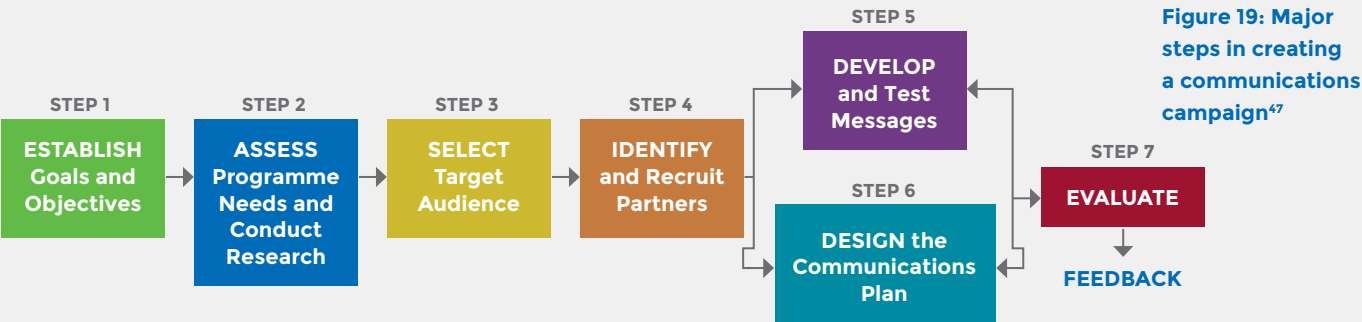 STEP 1
ESTABLISH
Goals and
Objectives
STEP 2
ASSESS
Programme
Needs and
Conduct
Research
STEP 3
SELECT
Target
Audience
STEP 4
IDENTIFY
and Recruit
Partners
STEP 5
DEVELOP
and Test
Messages
STEP 6
DESIGN the
Communications
Plan
STEP 7
EVALUATE
FEEDBACK
Figure 19: Major
steps in creating
a communications
campaign⁴⁷